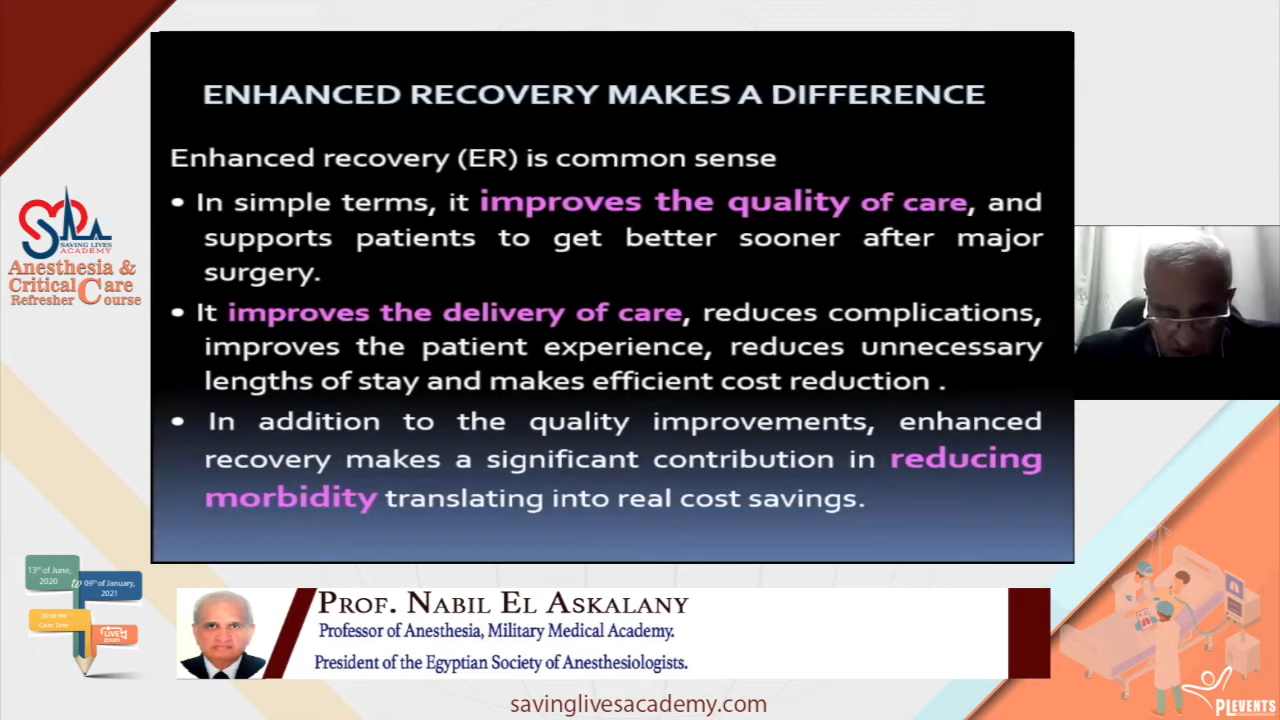 ENHANCED RECOVERY MAKES A DIFFERENCE
Enhanced recovery (ER) is common sense
• In simple terms, it improves the quality of care, and
supports patients to get better sooner after major
surgery.
• It improves the delivery of care, reduces complications,
improves the patient experience, reduces unnecessary
lengths of stay and makes efficient cost reduction .
• In addition to the quality improvements, enhanced
recovery makes a significant contribution in reducing
morbidity translating into real cost savings.
SAVING LIVES
ACADEMY
Anesthesia &
Critical Care
Refresher Course
13th of June,
2020
to
09th of January,
2021
LIVE
zoom
PROF. NABIL EL ASKALANY
Professor of Anesthesia, Military Medical Academy.
President of the Egyptian Society of Anesthesiologists.
savinglivesacademy.com
PLEVENTS